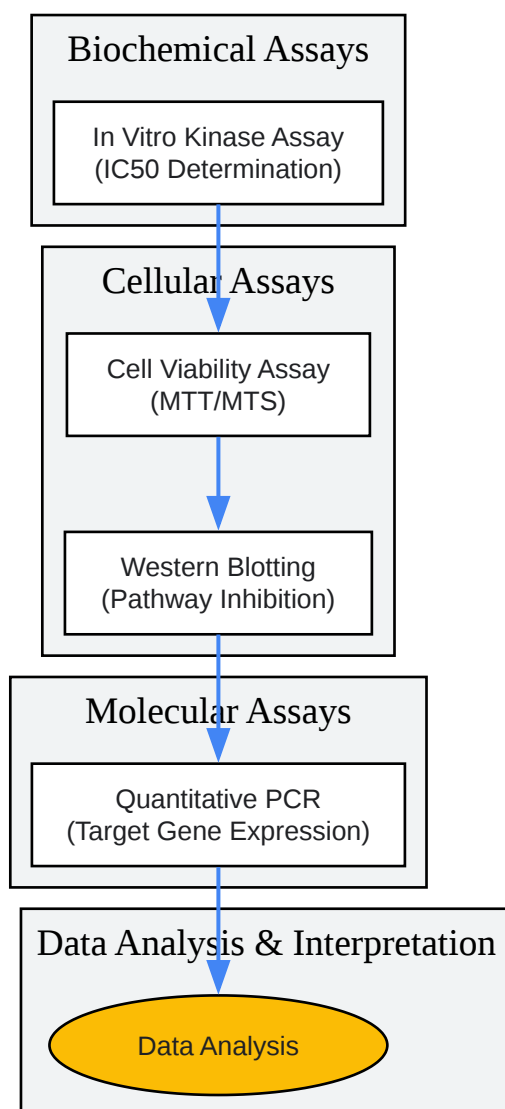 Biochemical Assays
In Vitro Kinase Assay
(IC50 Determination)
Cellular Assays
Cell Viability Assay
(MTT/MTS)
Western Blotting
(Pathway Inhibition)
Molecular Assays
Quantitative PCR
(Target Gene Expression)
Data Analysis & Interpretation
Data Analysis